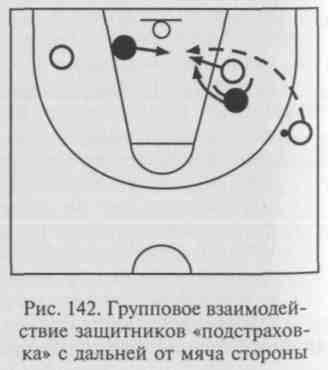 Рис. 142. Групповое взаимодей-
ствие защитников «подстрахов-
ка» с дальней от мяча стороны